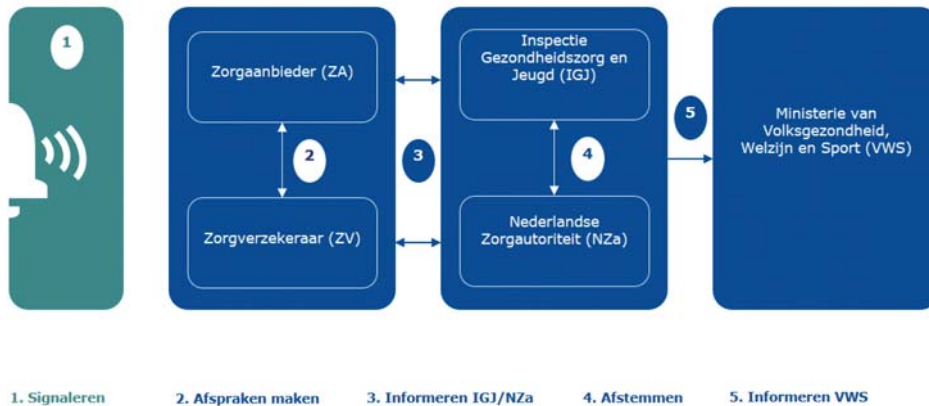 1
Zorgaanbieder (ZA)
2
Zorgverzekeraar (ZV)
3
Inspectie
Gezondheidszorg en
Jeugd (IGJ)
4
Nederlandse
Zorgautoriteit (NZa)
5
Ministerie van
Volksgezondheid,
Welzijn en Sport (VWS)
1. Signaleren
2. Afspraken maken
3. Informeren IGJ/NZa
4. Afstemmen
5. Informeren VWS